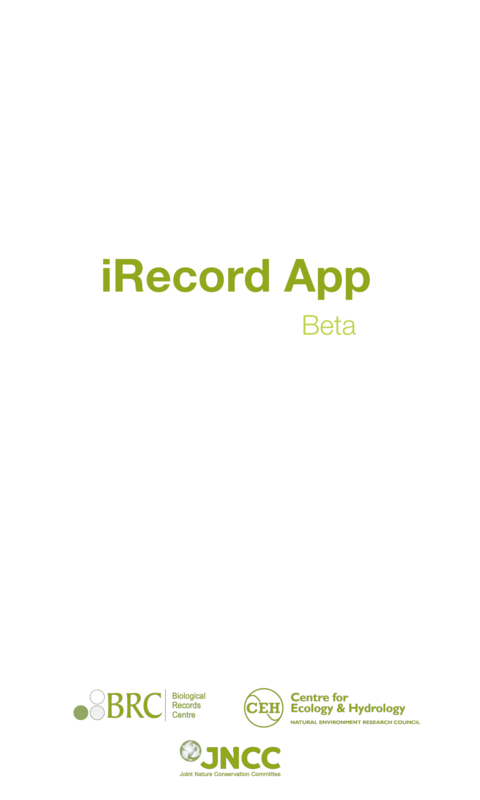 iRecord App
Beta
BRC
Biological
Records
Centre
CEH
Centre for
Ecology & Hydrology
NATURAL ENVIRONMENT RESEARCH COUNCIL
JNCC
Joint Nature Conservation Committee